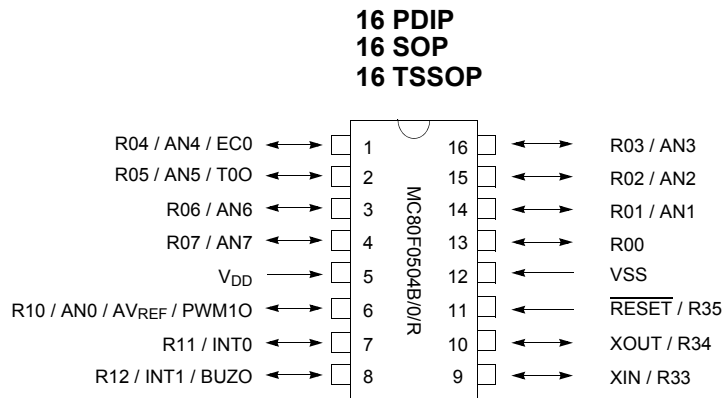 16 PDIP
16 SOP
16 TSSOP
R04 / AN4 / EC0 1 16 R03 / AN3
R05 / AN5 / T0O 2 15 R02 / AN2
R06 / AN6 3 14 R01 / AN1
R07 / AN7 4 13 R00
VDD 5 12 VSS
R10 / AN0 / AVREF / PWM1O 6 11 RESET / R35
R11 / INT0 7 10 XOUT / R34
R12 / INT1 / BUZO 8 9 XIN / R33
MC80F0504B/0/R